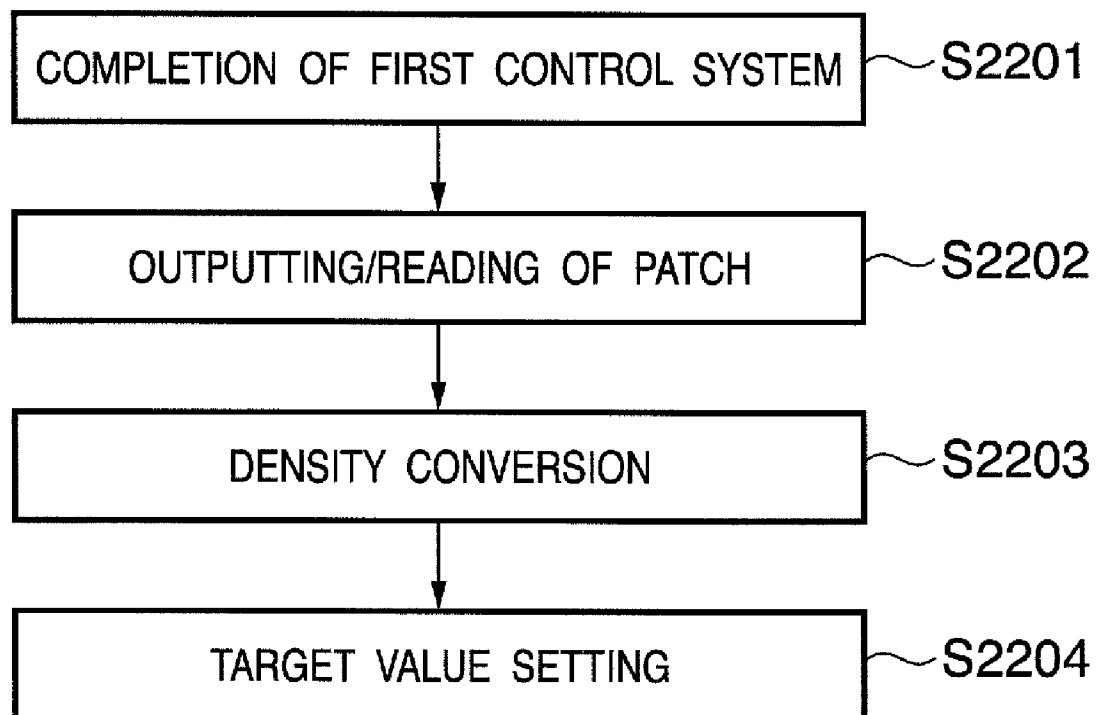 COMPLETION OF FIRST CONTROL SYSTEM S2201
OUTPUTTING/READING OF PATCH S2202
DENSITY CONVERSION S2203
TARGET VALUE SETTING S2204